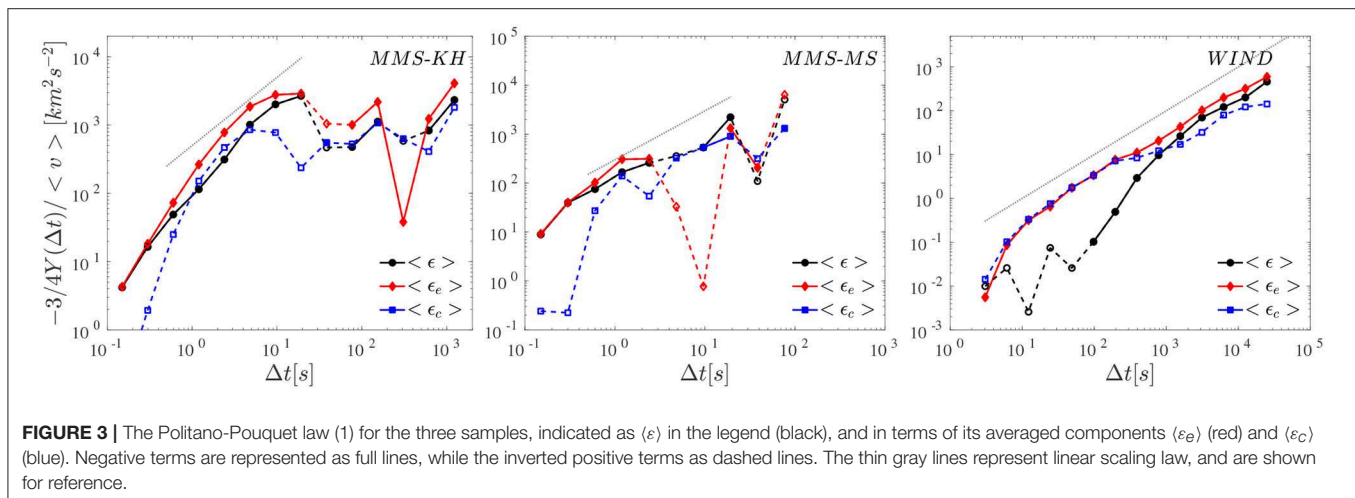 −3/4Y(Δt)/ < v > [km²s⁻²]
MMS-KH
10⁴
10³
10²
10¹
10⁰
< ϵ >
< ϵₑ >
< ϵ_c >
10⁻¹ 10⁰ 10¹ 10² 10³
Δt[s]
MMS-MS
10⁵
10⁴
10³
10²
10¹
10⁰
10⁻¹
< ϵ >
< ϵₑ >
< ϵ_c >
10⁻¹ 10⁰ 10¹ 10² 10³
Δt[s]
WIND
10³
10²
10¹
10⁰
10⁻¹
10⁻²
10⁻³
< ϵ >
< ϵₑ >
< ϵ_c >
10⁰ 10¹ 10² 10³ 10⁴ 10⁵
Δt[s]
FIGURE 3 | The Politano-Pouquet law (1) for the three samples, indicated as ⟨ε⟩ in the legend (black), and in terms of its averaged components ⟨εₑ⟩ (red) and ⟨ε_c⟩
(blue). Negative terms are represented as full lines, while the inverted positive terms as dashed lines. The thin gray lines represent linear scaling law, and are shown
for reference.